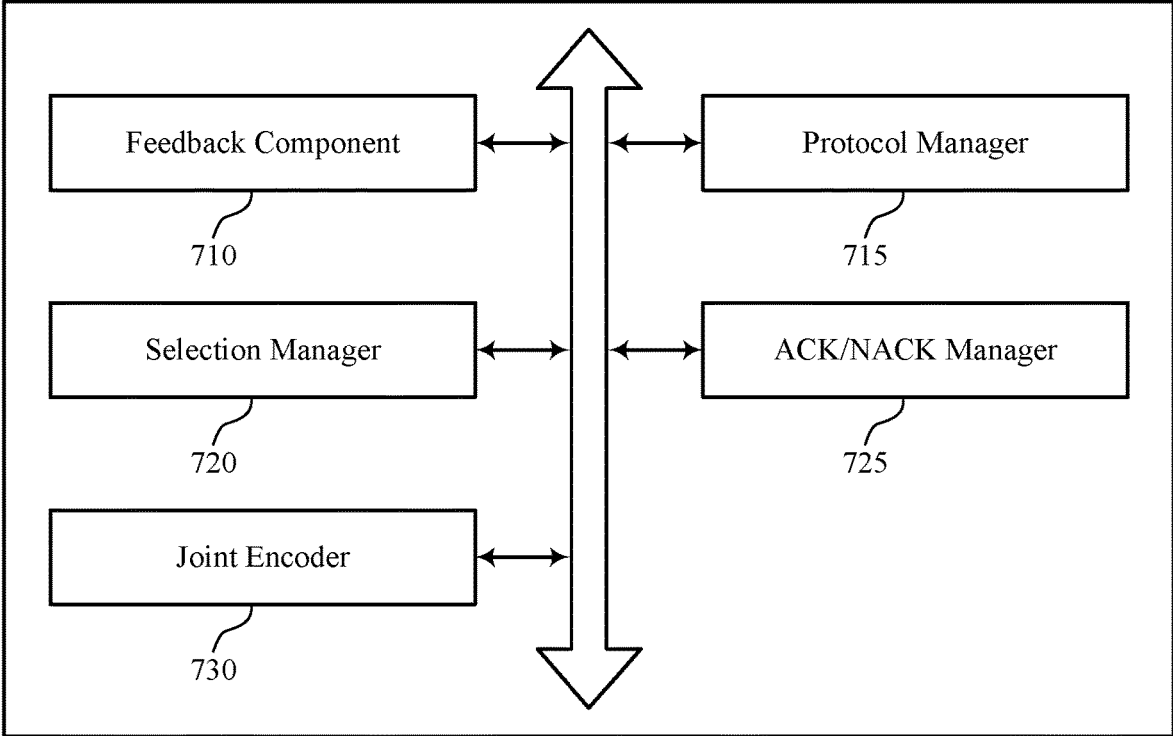 Feedback Component
710
Protocol Manager
715
Selection Manager
720
ACK/NACK Manager
725
Joint Encoder
730